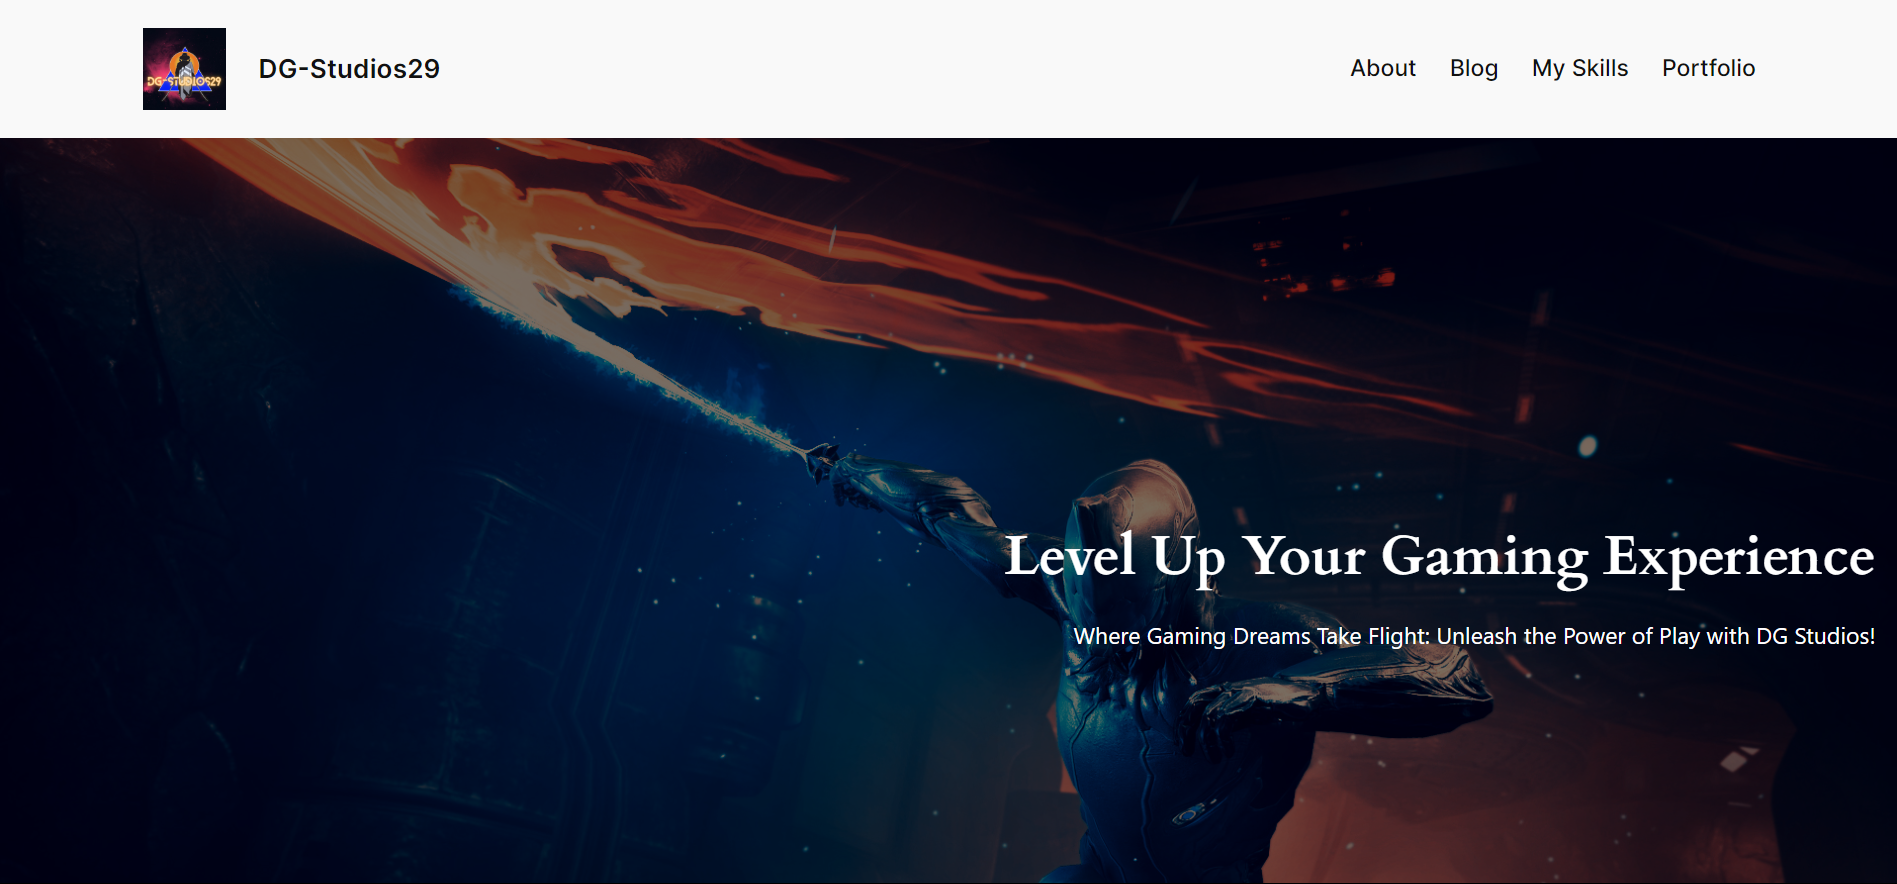 DG-STUDIOS29
DG-Studios29
About Blog My Skills Portfolio
Level Up Your Gaming Experience
Where Gaming Dreams Take Flight: Unleash the Power of Play with DG Studios!